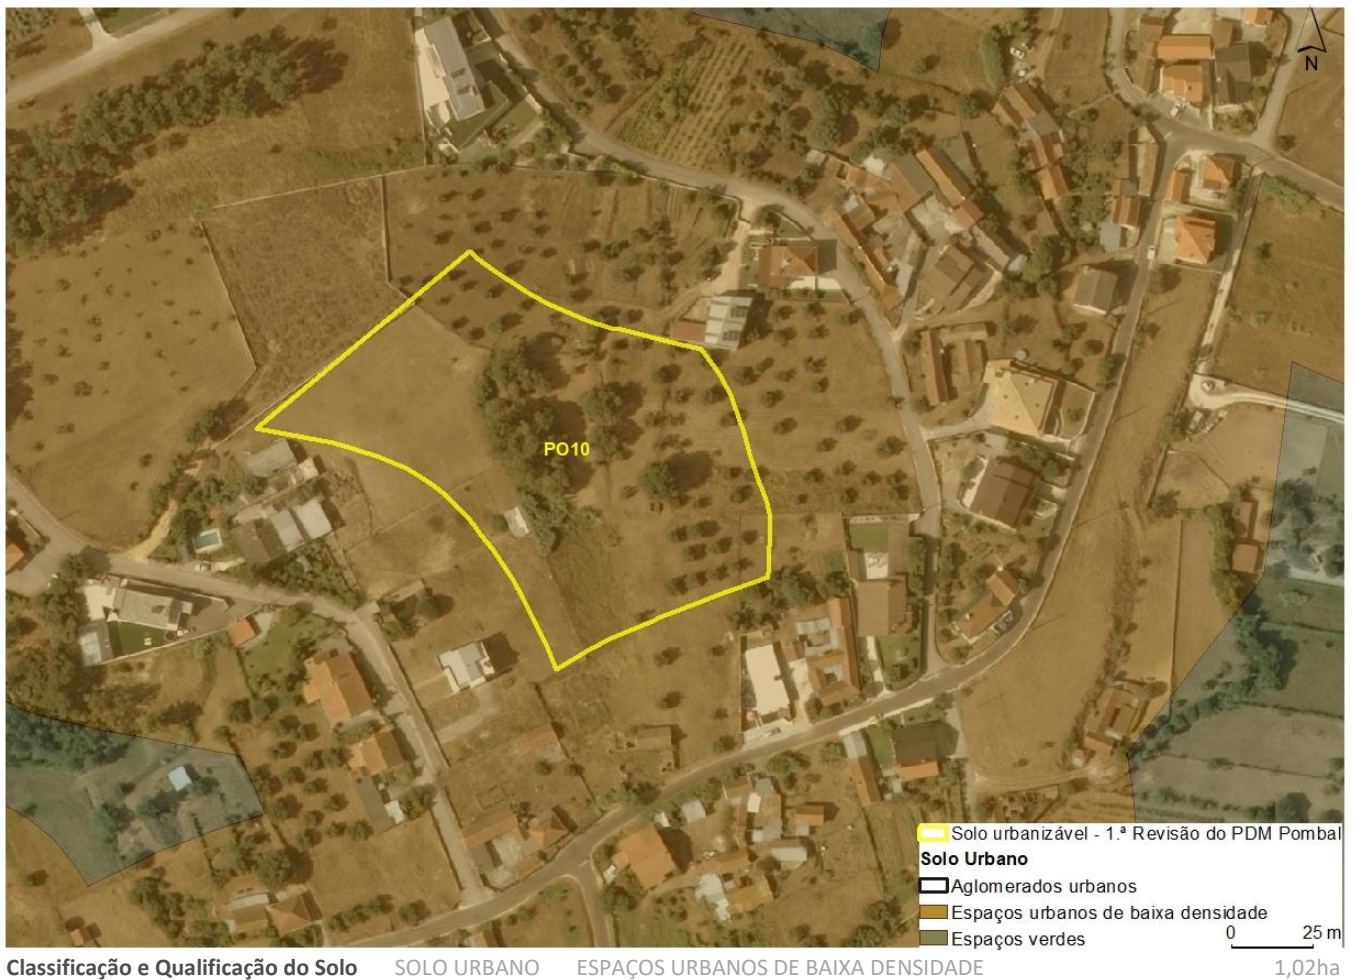 N
PO10
Solo urbanizável - 1.ª Revisão do PDM Pombal
Solo Urbano
Aglomerados urbanos
Espaços urbanos de baixa densidade
Espaços verdes
0 25 m
Classificação e Qualificação do Solo SOLO URBANO ESPAÇOS URBANOS DE BAIXA DENSIDADE 1,02ha